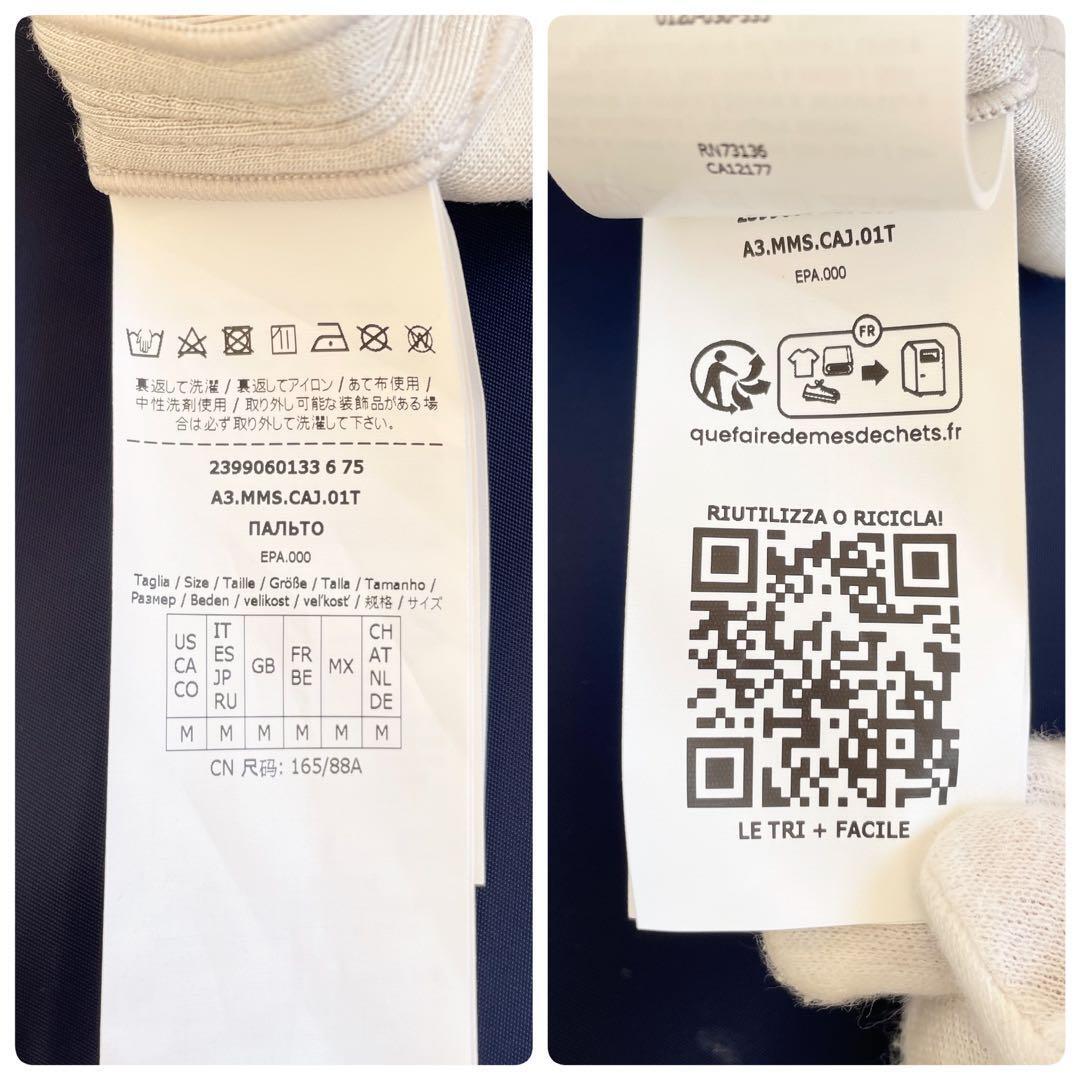 裏返して洗濯 / 裏返してアイロン / あて布使用 /
中性洗剤使用 / 取り外し可能な装飾品がある場
合は必ず取り外して洗濯して下さい。
2399060133 6 75
A3.MMS.CAJ.01T
ПАЛЬТО
EPA.000
Taglia / Size / Taille / Größe / Talla / Tamanho /
Размер / Beden / velikost / veľkosť / 规格 / サイズ
US CA CO
IT ES JP RU
GB
FR BE
MX
CH AT NL DE
M M M M M M
CN 尺码: 165/88A
RN73136
CA12177
A3.MMS.CAJ.01T
EPA.000
FR
quefairedemesdechets.fr
RIUTILIZZA O RICICLA!
LE TRI + FACILE